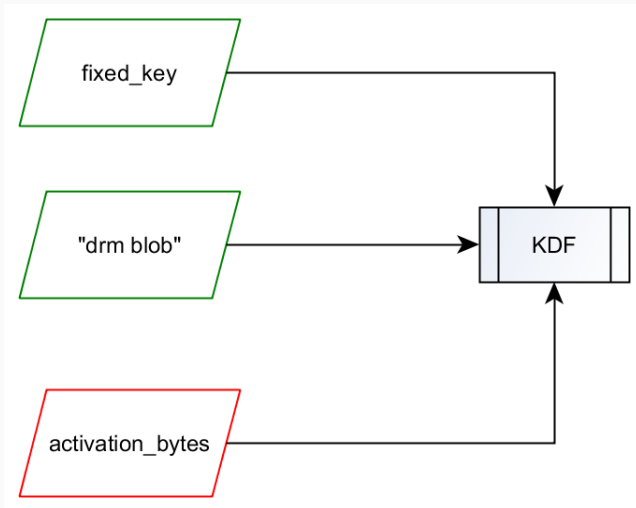 fixed_key
"drm blob"
KDF
activation_bytes